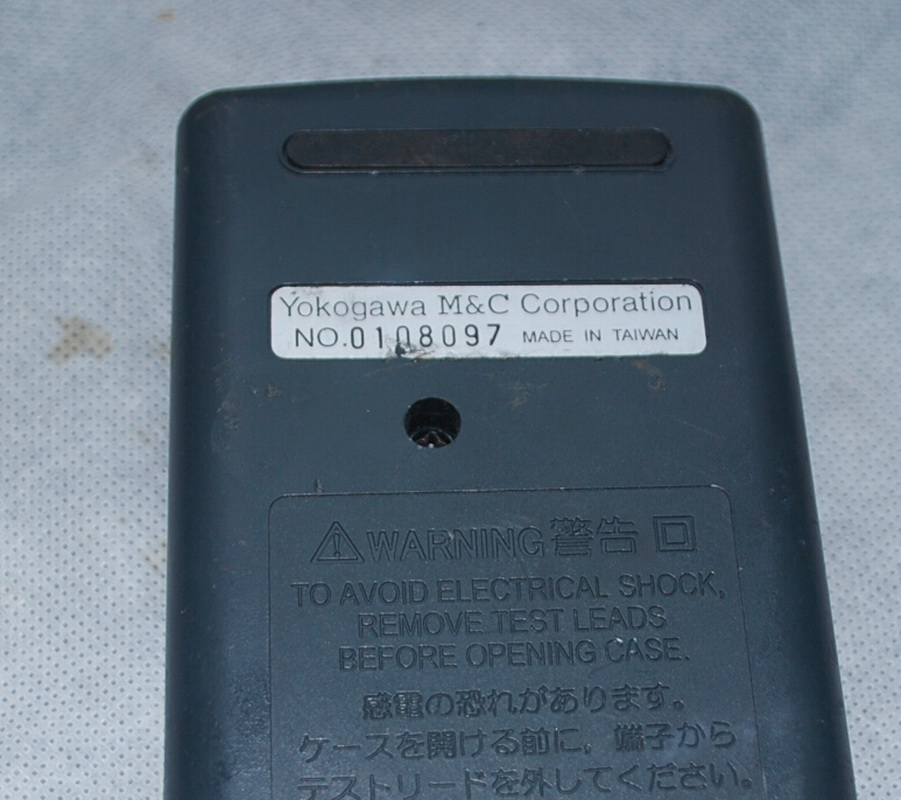 Yokogawa M&C Corporation
NO.0108097 MADE IN TAIWAN
WARNING 警告
TO AVOID ELECTRICAL SHOCK,
REMOVE TEST LEADS
BEFORE OPENING CASE.
感電の恐れがあります。
ケースを開ける前に,端子から
テストリードを外してください。